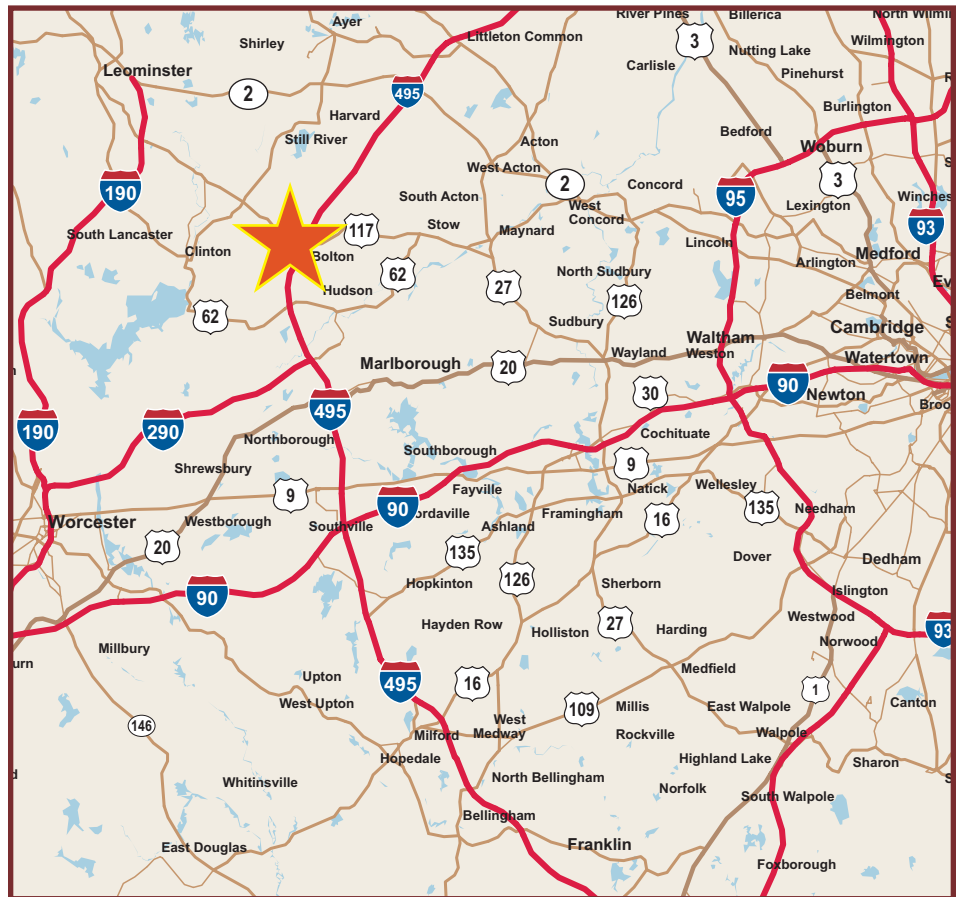 River Pines
Billerica
North Wilmi
Ayer
Shirley
Littleton Common
3
Nutting Lake
Wilmington
Carlisle
Pinehurst
Leominster
2
495
Burlington
Harvard
Still River
Acton
Bedford
Woburn
West Acton
2
Concord
3
190
South Acton
95
Lexington
Winches
West
Concord
117
Stow
Maynard
93
South Lancaster
Clinton
Bolton
Lincoln
Medford
Arlington
62
North Sudbury
Hudson
27
126
Ev
Belmont
62
Sudbury
Cambridge
Waltham
Wayland
Weston
Watertown
Marlborough
20
90
30
Newton
495
Broo
190
290
Northborough
Cochituate
Southborough
Shrewsbury
9
9
Fayville
Natick
Wellesley
90
ordaville
135
Worcester
Westborough
Southville
Ashland
Framingham
16
Needham
20
135
Dover
Dedham
Hopkinton
126
Sherborn
Islington
90
Westwood
Hayden Row
Holliston
27
Harding
Norwood
93
Millbury
urn
Medfield
Upton
495
16
1
West Upton
109
Millis
East Walpole
Canton
146
West
Medway
Milford
Rockville
Walpole
Hopedale
Highland Lake
Sharon
Whitinsville
North Bellingham
Norfolk
South Walpole
Bellingham
East Douglas
Franklin
Foxborough